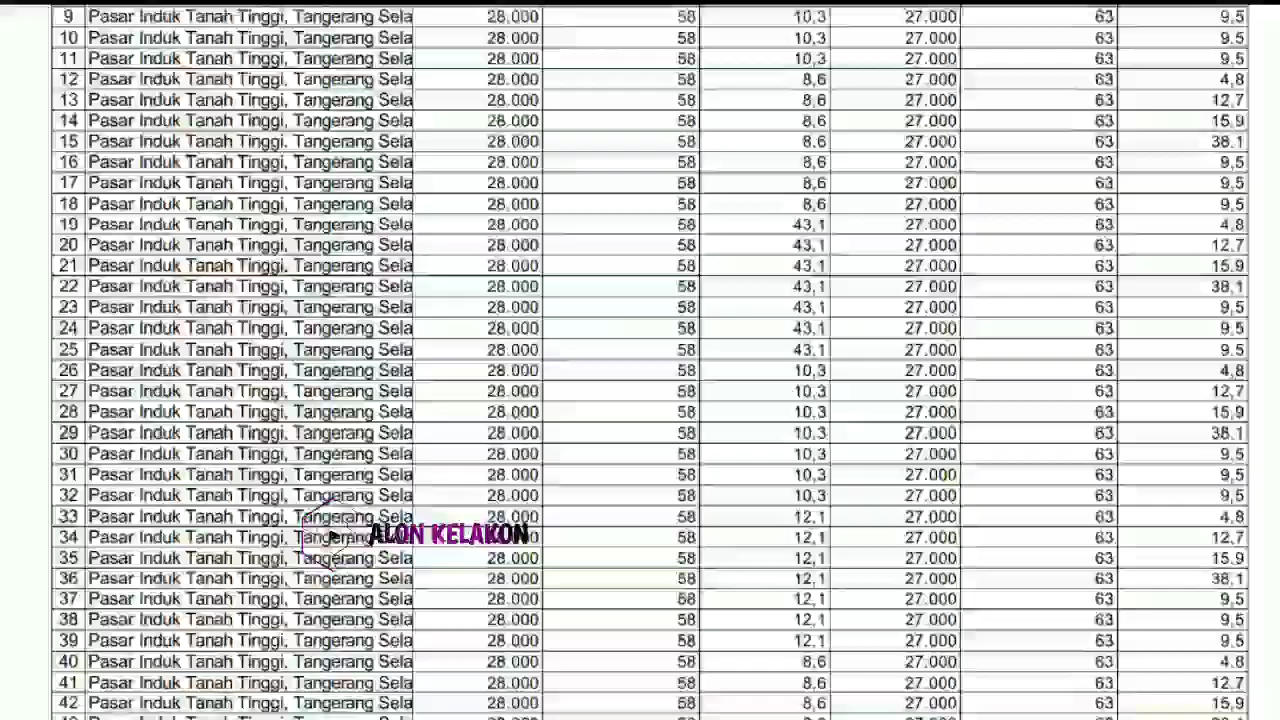 9 Pasar Induk Tanah Tinggi, Tangerang Sela 28.000 58 10,3 27.000 63 9,5
10 Pasar Induk Tanah Tinggi, Tangerang Sela 28.000 58 10,3 27.000 63 9,5
11 Pasar Induk Tanah Tinggi, Tangerang Sela 28.000 58 10,3 27.000 63 9,5
12 Pasar Induk Tanah Tinggi, Tangerang Sela 28.000 58 8,6 27.000 63 4,8
13 Pasar Induk Tanah Tinggi, Tangerang Sela 28.000 58 8,6 27.000 63 12,7
14 Pasar Induk Tanah Tinggi, Tangerang Sela 28.000 58 8,6 27.000 63 15,9
15 Pasar Induk Tanah Tinggi, Tangerang Sela 28.000 58 8,6 27.000 63 38,1
16 Pasar Induk Tanah Tinggi, Tangerang Sela 28.000 58 8,6 27.000 63 9,5
17 Pasar Induk Tanah Tinggi, Tangerang Sela 28.000 58 8,6 27.000 63 9,5
18 Pasar Induk Tanah Tinggi, Tangerang Sela 28.000 58 8,6 27.000 63 9,5
19 Pasar Induk Tanah Tinggi, Tangerang Sela 28.000 58 43,1 27.000 63 4,8
20 Pasar Induk Tanah Tinggi, Tangerang Sela 28.000 58 43,1 27.000 63 12,7
21 Pasar Induk Tanah Tinggi, Tangerang Sela 28.000 58 43,1 27.000 63 15,9
22 Pasar Induk Tanah Tinggi, Tangerang Sela 28.000 58 43,1 27.000 63 38,1
23 Pasar Induk Tanah Tinggi, Tangerang Sela 28.000 58 43,1 27.000 63 9,5
24 Pasar Induk Tanah Tinggi, Tangerang Sela 28.000 58 43,1 27.000 63 9,5
25 Pasar Induk Tanah Tinggi, Tangerang Sela 28.000 58 43,1 27.000 63 9,5
26 Pasar Induk Tanah Tinggi, Tangerang Sela 28.000 58 10,3 27.000 63 4,8
27 Pasar Induk Tanah Tinggi, Tangerang Sela 28.000 58 10,3 27.000 63 12,7
28 Pasar Induk Tanah Tinggi, Tangerang Sela 28.000 58 10,3 27.000 63 15,9
29 Pasar Induk Tanah Tinggi, Tangerang Sela 28.000 58 10,3 27.000 63 38,1
30 Pasar Induk Tanah Tinggi, Tangerang Sela 28.000 58 10,3 27.000 63 9,5
31 Pasar Induk Tanah Tinggi, Tangerang Sela 28.000 58 10,3 27.000 63 9,5
32 Pasar Induk Tanah Tinggi, Tangerang Sela 28.000 58 10,3 27.000 63 9,5
33 Pasar Induk Tanah Tinggi, Tangerang Sela 28.000 58 12,1 27.000 63 4,8
34 Pasar Induk Tanah Tinggi, 58 12,1 27.000 63 12,7
ALON KELAKON
35 Pasar Induk Tanah Tinggi, Tangerang Sela 28.000 58 12,1 27.000 63 15,9
36 Pasar Induk Tanah Tinggi, Tangerang Sela 28.000 58 12,1 27.000 63 38,1
37 Pasar Induk Tanah Tinggi, Tangerang Sela 28.000 58 12,1 27.000 63 9,5
38 Pasar Induk Tanah Tinggi, Tangerang Sela 28.000 58 12,1 27.000 63 9,5
39 Pasar Induk Tanah Tinggi, Tangerang Sela 28.000 58 12,1 27.000 63 9,5
40 Pasar Induk Tanah Tinggi, Tangerang Sela 28.000 58 8,6 27.000 63 4,8
41 Pasar Induk Tanah Tinggi, Tangerang Sela 28.000 58 8,6 27.000 63 12,7
42 Pasar Induk Tanah Tinggi, Tangerang Sela 28.000 58 8,6 27.000 63 15,9